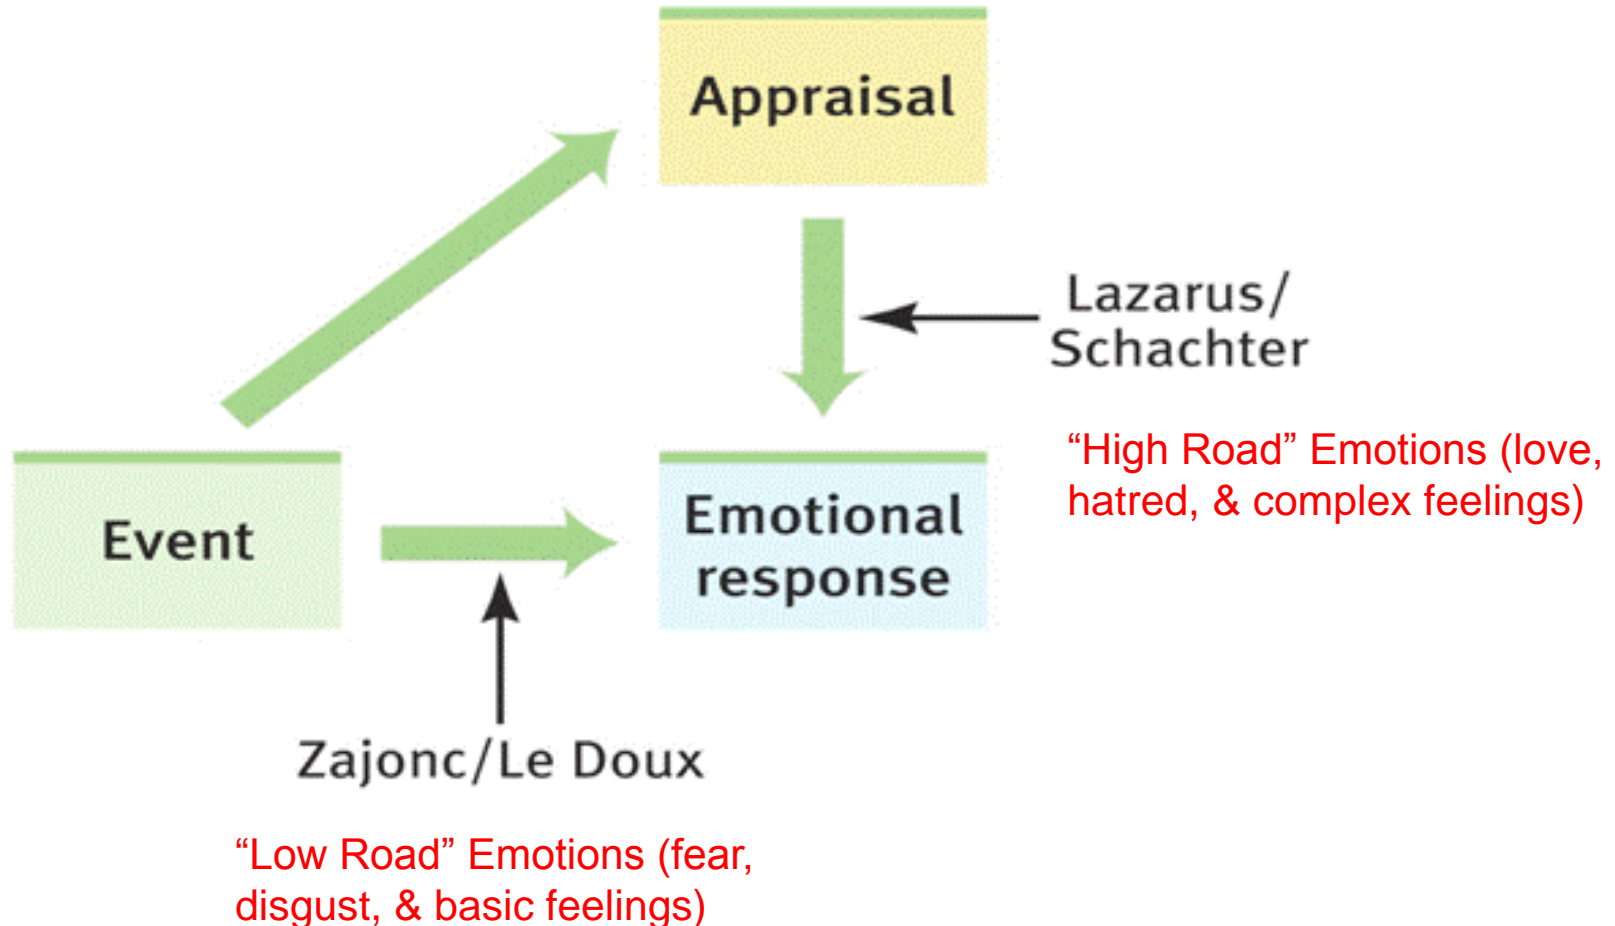 Appraisal
Lazarus/
Schachter
“High Road” Emotions (love,
hatred, & complex feelings)
Event
Emotional
response
Zajonc/Le Doux
“Low Road” Emotions (fear,
disgust, & basic feelings)